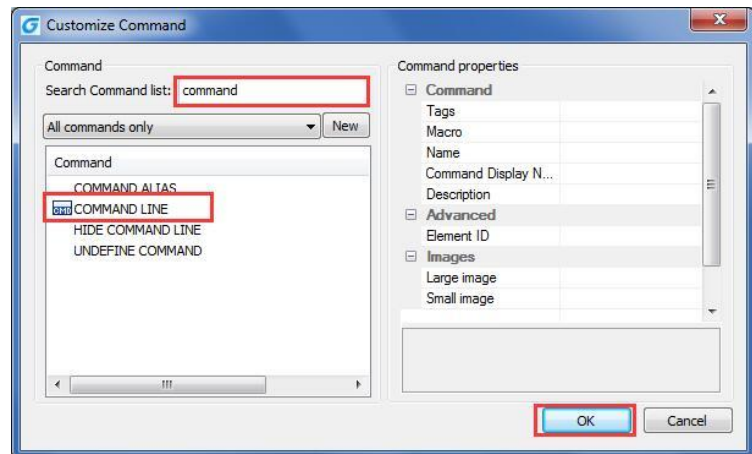 Customize Command
Command
Search Command list: command
All commands only New
Command
COMMAND ALIAS
CMD COMMAND LINE
HIDE COMMAND LINE
UNDEFINE COMMAND
Command properties
Command
Tags
Macro
Name
Command Display N...
Description
Advanced
Element ID
Images
Large image
Small image
OK Cancel